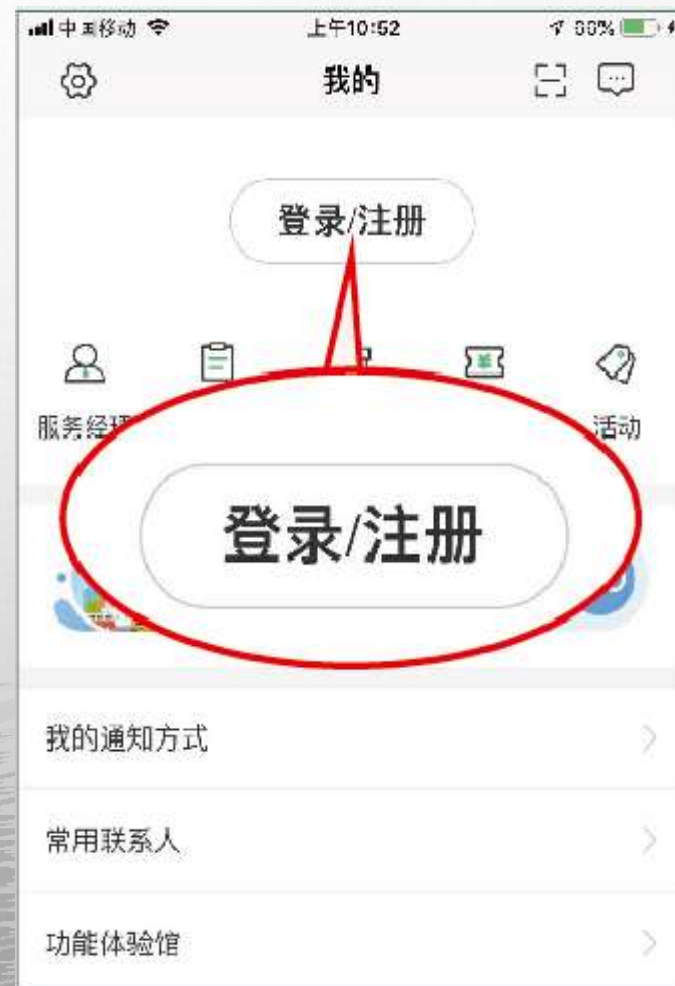 中国移动 上午10:52 66%
我的
登录/注册
服务经理
活动
登录/注册
我的通知方式
常用联系人
功能体验馆